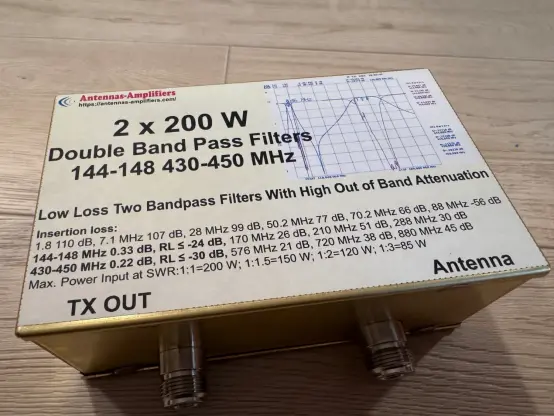 Antennas-Amplifiers
https://antennas-amplifiers.com/
2 x 200 W
Double Band Pass Filters
144-148 430-450 MHz
Low Loss Two Bandpass Filters With High Out of Band Attenuation
Insertion loss:
1.8 110 dB, 7.1 MHz 107 dB, 28 MHz 99 dB, 50.2 MHz 77 dB, 70.2 MHz 66 dB, 88 MHz -56 dB
144-148 MHz 0.33 dB, RL ≤ -24 dB, 170 MHz 26 dB, 210 MHz 51 dB, 288 MHz 30 dB
430-450 MHz 0.22 dB, RL ≤ -30 dB, 576 MHz 21 dB, 720 MHz 38 dB, 880 MHz 45 dB
Max. Power Input at SWR:1:1=200 W; 1:1.5=150 W; 1:2=120 W; 1:3=85 W
TX OUT
Antenna